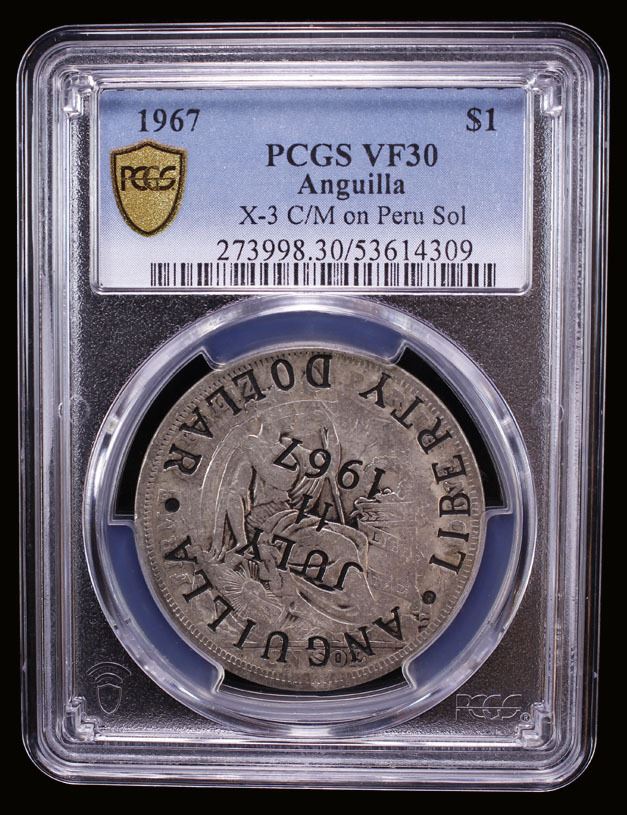 1967 $1
PCGS VF30
PCGS
Anguilla
X-3 C/M on Peru Sol
273998.30/53614309
ANGUILLA • LIBERTY DOLLAR •
JULY
11
1967
PCGS